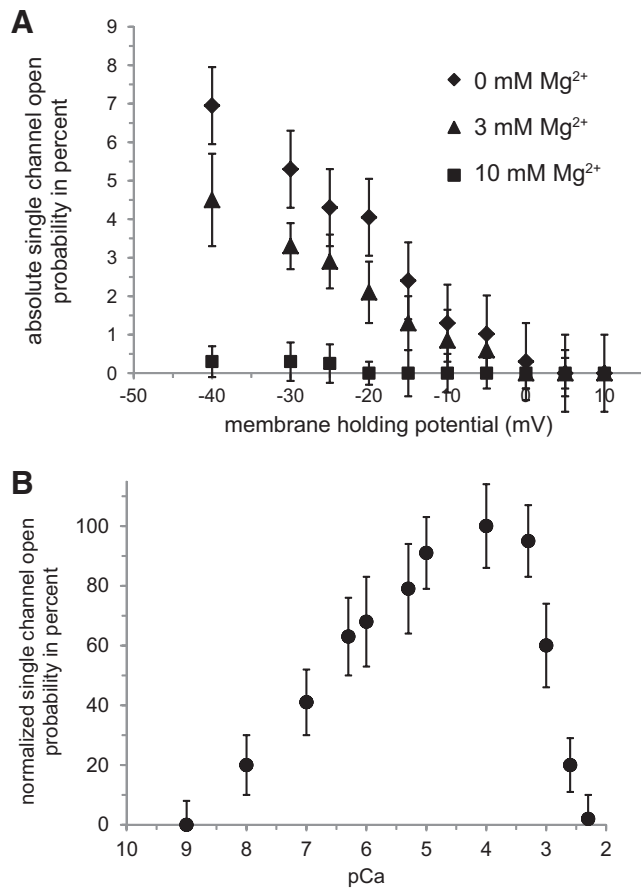 A
absolute single channel open
probability in percent
9
8
7
6
5
4
3
2
1
0
-50
-40
-30
-20
-10
0
10
membrane holding potential (mV)
0 mM Mg²⁺
3 mM Mg²⁺
10 mM Mg²⁺
B
normalized single channel open
probability in percent
100
80
60
40
20
0
10
9
8
7
6
5
4
3
2
pCa